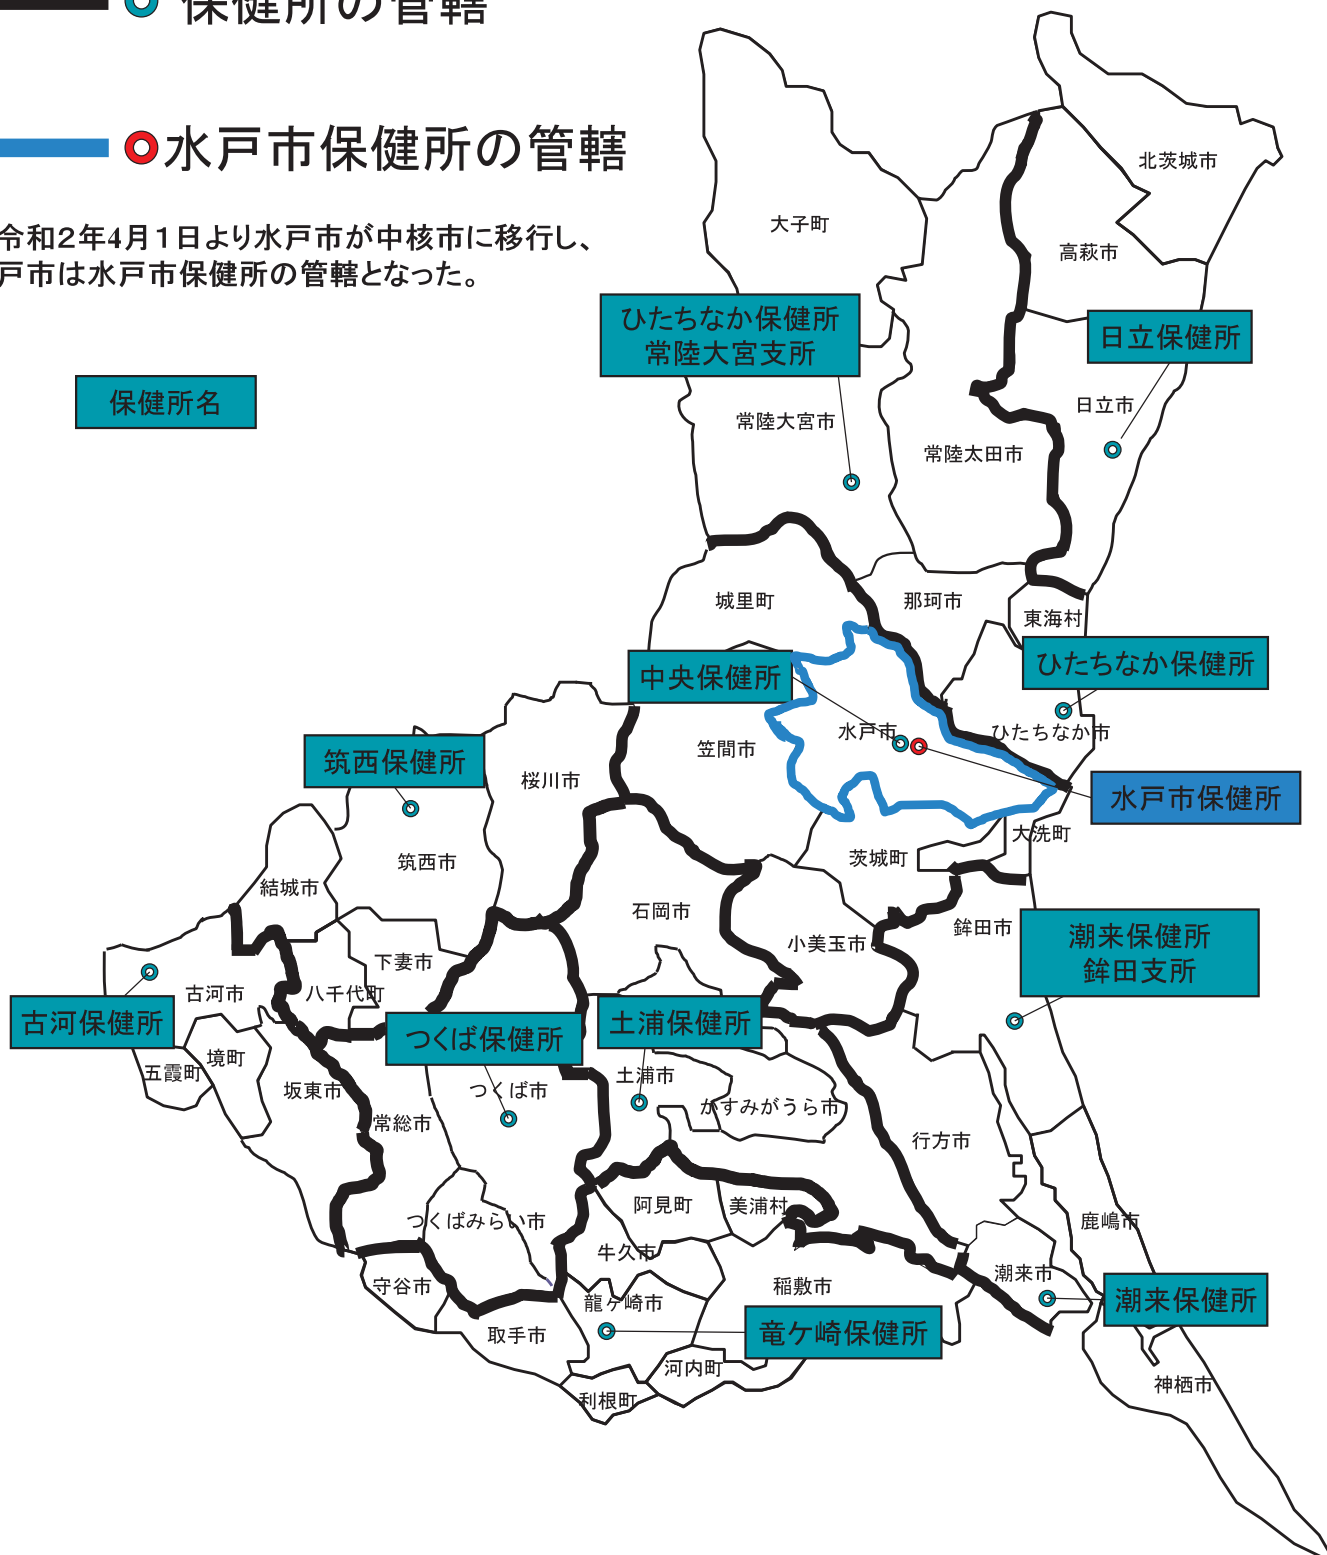 保健所の管轄
水戸市保健所の管轄
令和２年4月１日より水戸市が中核市に移行し、
戸市は水戸市保健所の管轄となった。
保健所名
北茨城市
大子町
高萩市
ひたちなか保健所
常陸大宮支所
日立保健所
日立市
常陸大宮市
常陸太田市
城里町
那珂市
東海村
ひたちなか保健所
中央保健所
水戸市
ひたちなか市
笠間市
筑西保健所
桜川市
水戸市保健所
大洗町
茨城町
筑西市
結城市
石岡市
鉾田市
小美玉市
潮来保健所
鉾田支所
下妻市
古河市
八千代町
古河保健所
つくば保健所
土浦保健所
境町
五霞町
坂東市
つくば市
土浦市
かすみがうら市
常総市
行方市
阿見町
美浦村
つくばみらい市
鹿嶋市
牛久市
守谷市
稲敷市
潮来市
潮来保健所
龍ヶ崎市
取手市
竜ケ崎保健所
河内町
神栖市
利根町